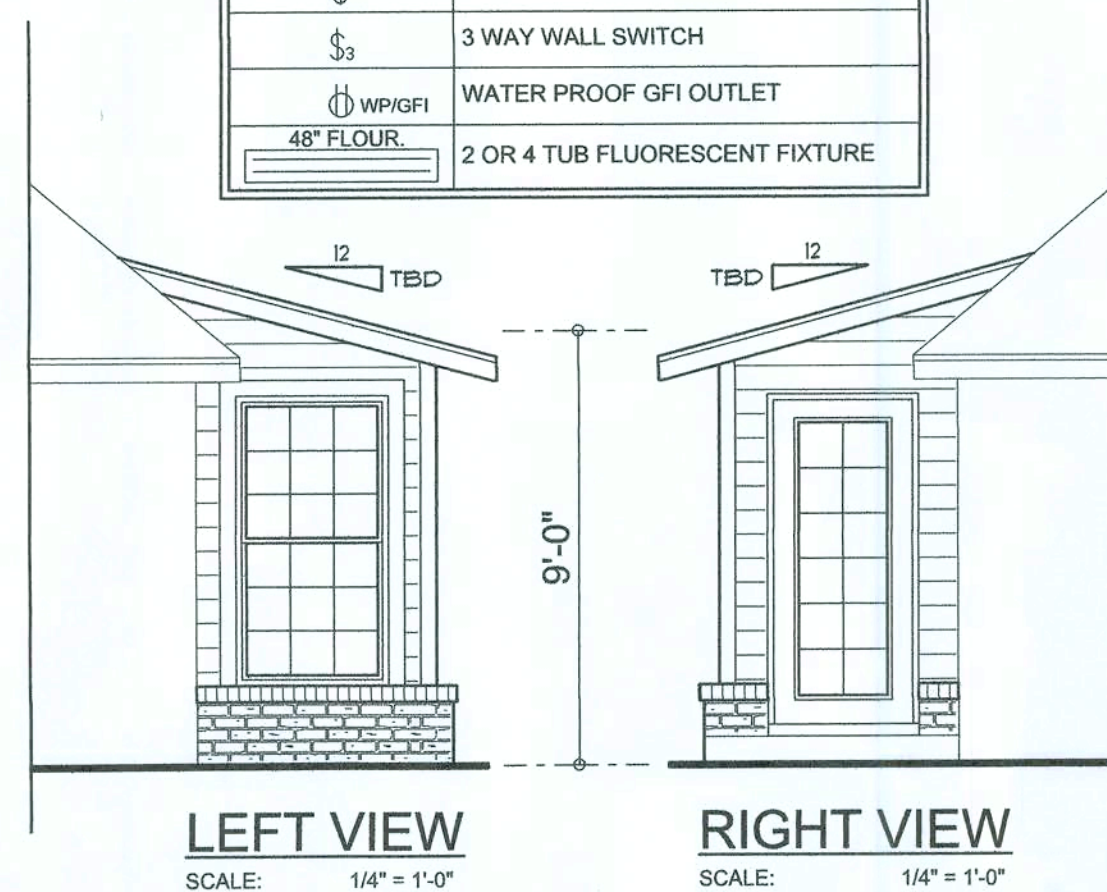 $
$3 3 WAY WALL SWITCH
WP/GFI WATER PROOF GFI OUTLET
48" FLOUR. 2 OR 4 TUB FLUORESCENT FIXTURE
12
TBD
12
TBD
9'-0"
LEFT VIEW
SCALE: 1/4" = 1'-0"
RIGHT VIEW
SCALE: 1/4" = 1'-0"